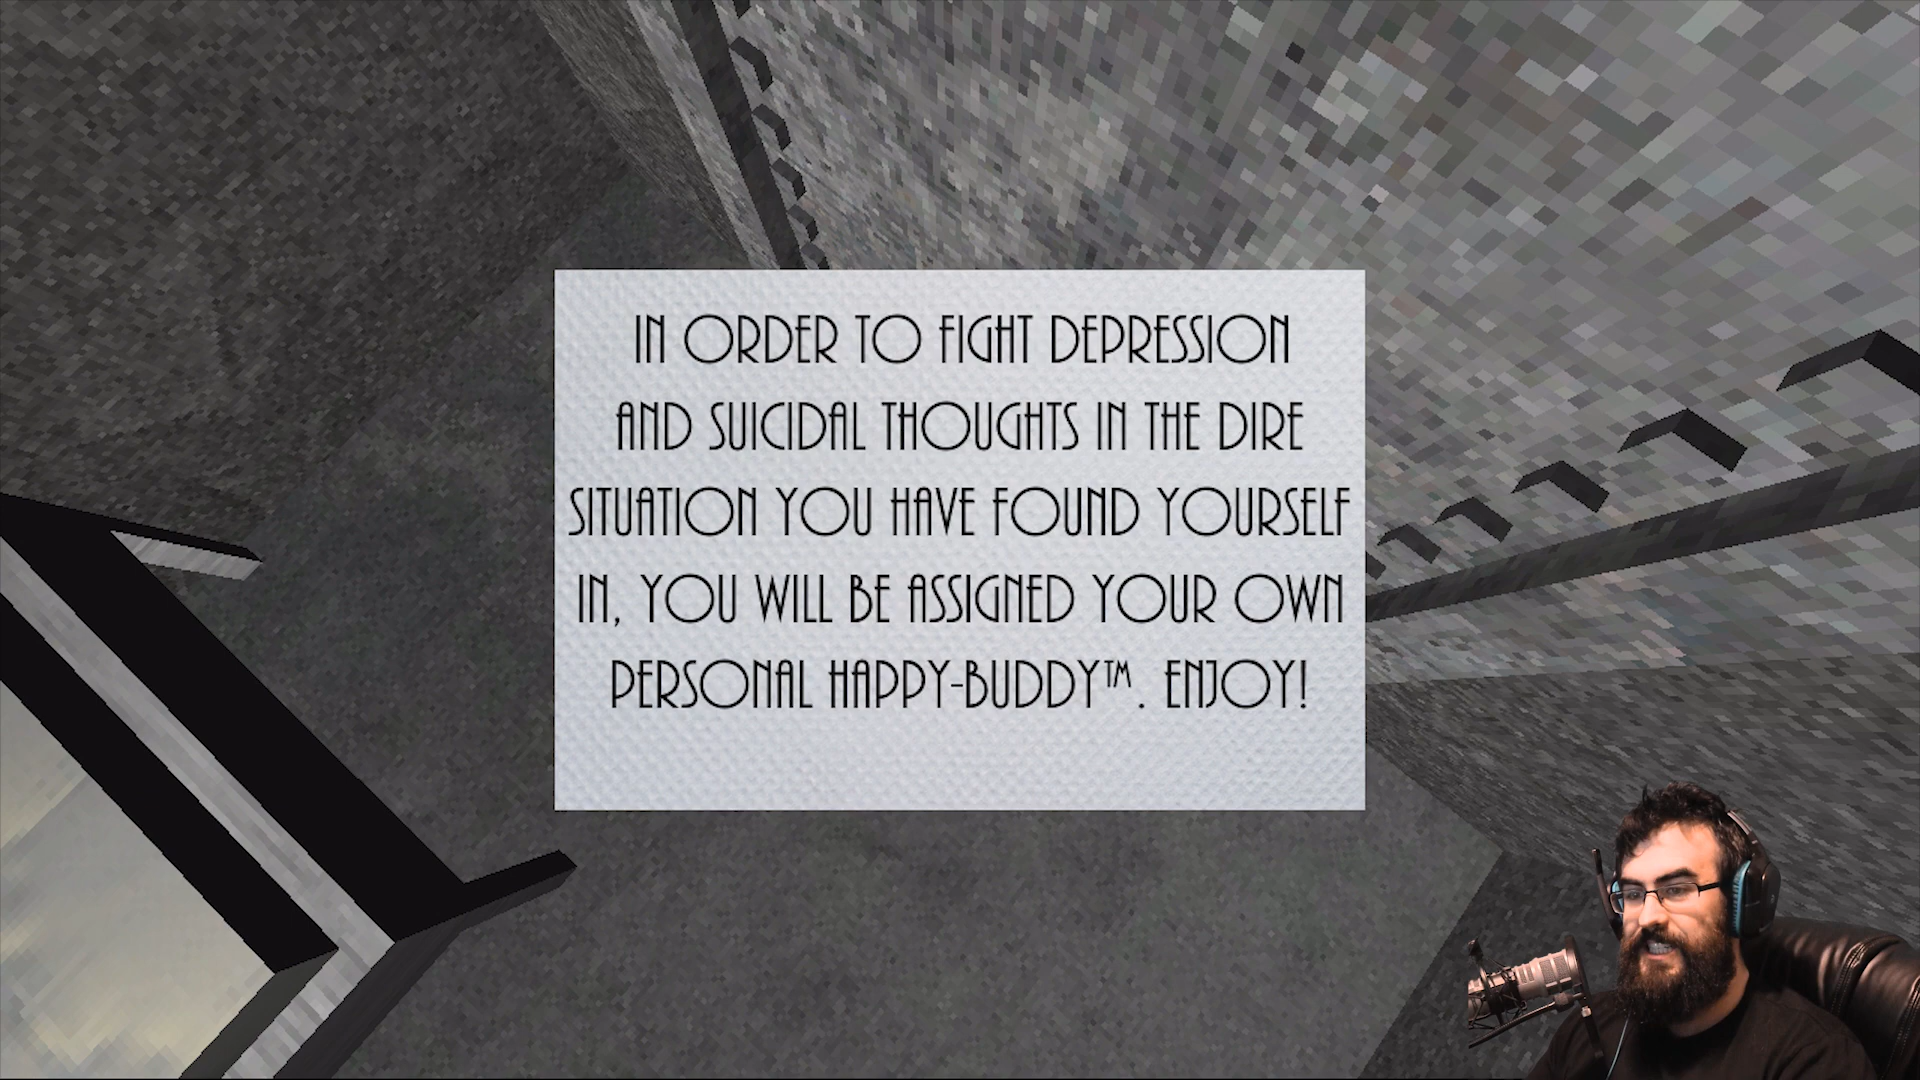 IN ORDER TO FIGHT DEPRESSION
AND SUICIDAL THOUGHTS IN THE DIRE
SITUATION YOU HAVE FOUND YOURSELF
IN, YOU WILL BE ASSIGNED YOUR OWN
PERSONAL HAPPY-BUDDY™. ENJOY!